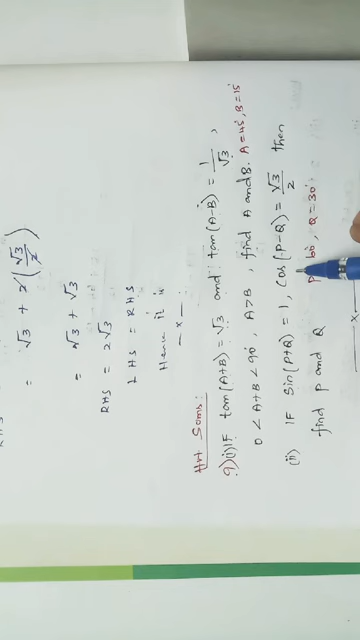 = √3 + 2 (√3/2)
= √3 + √3
RHS = 2√3
LHS = RHS
Hence it is
— x —
HW Soms:
9)(i) IF tan(A+B) = √3 and tan(A-B) = 1/√3 ,
0 < A+B < 90°, A>B, find A and B. A = 45°, B = 15°
(ii) IF Sin(P+Q) = 1, Cos(P-Q) = √3/2 then
find P and Q Q = 30°
x